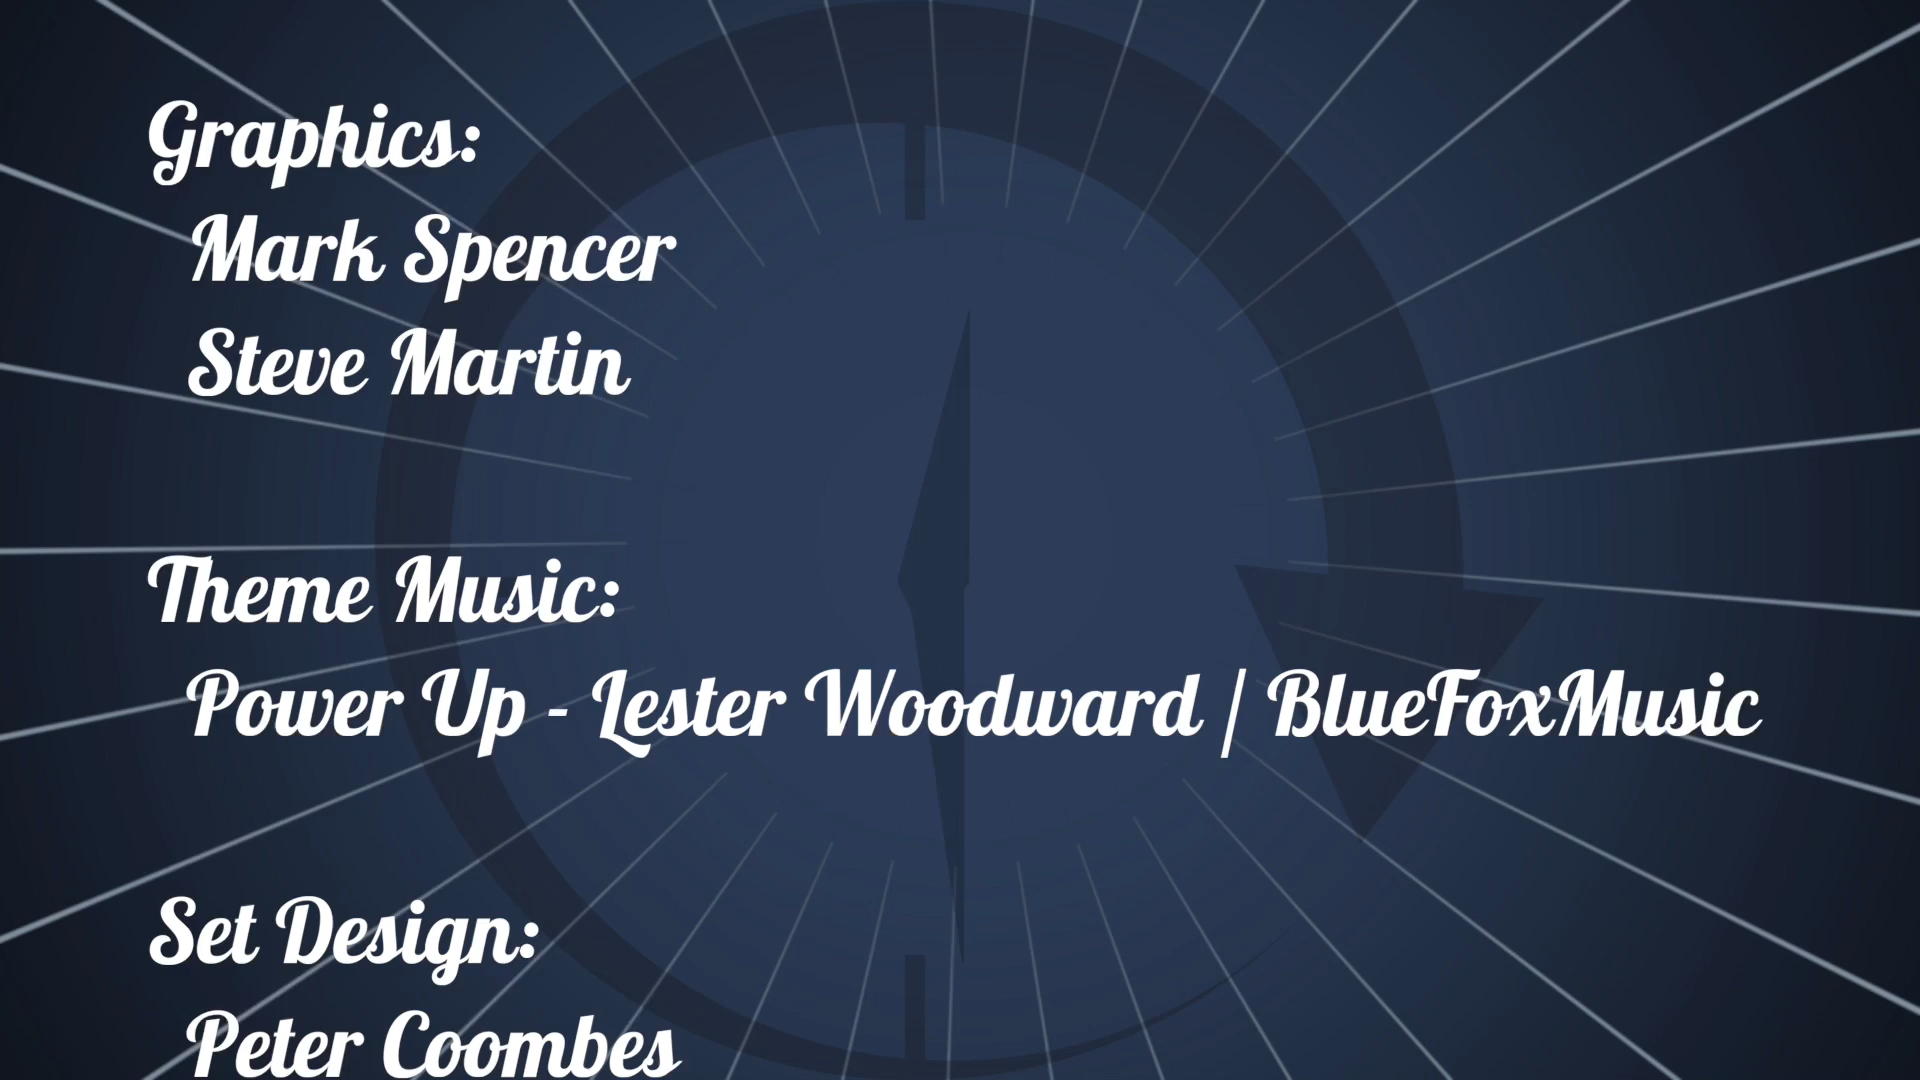 Graphics:
Mark Spencer
Steve Martin
Theme Music:
Power Up - Lester Woodward / BlueFoxMusic
Set Design:
Peter Coombes